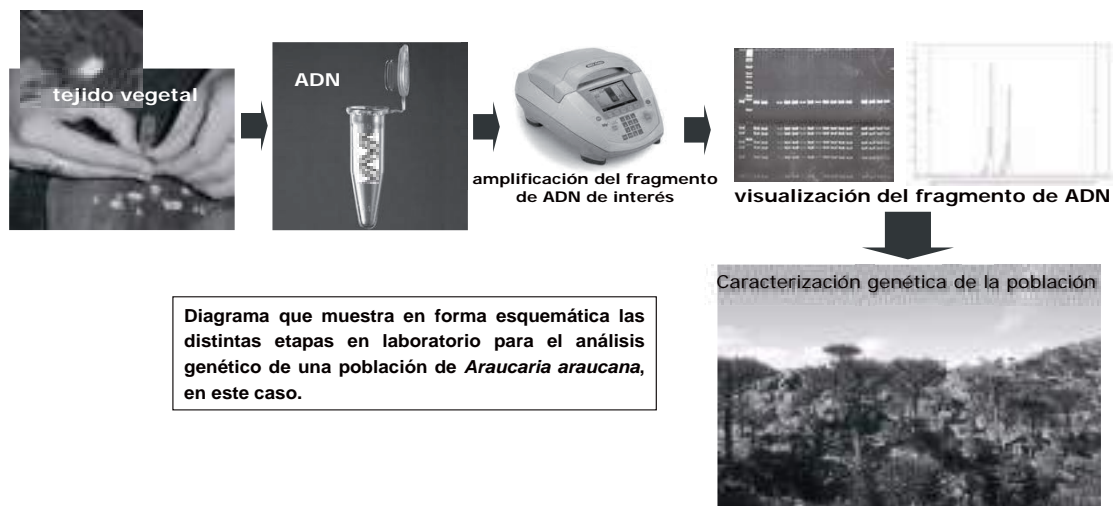 tejido vegetal
ADN
amplificación del fragmento
de ADN de interés
visualización del fragmento de ADN
Caracterización genética de la población
Diagrama que muestra en forma esquemática las
distintas etapas en laboratorio para el análisis
genético de una población de Araucaria araucana,
en este caso.